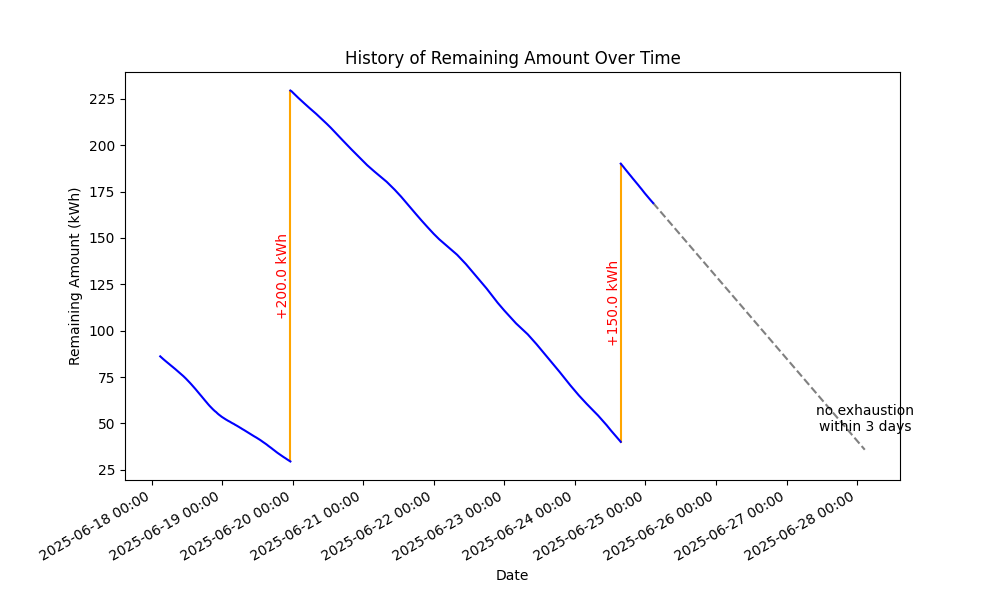 History of Remaining Amount Over Time
Remaining Amount (kWh)
225
200
175
150
125
100
75
50
25
+200.0 kWh
+150.0 kWh
no exhaustion
within 3 days
2025-06-18 00:00
2025-06-19 00:00
2025-06-20 00:00
2025-06-21 00:00
2025-06-22 00:00
2025-06-23 00:00
2025-06-24 00:00
2025-06-25 00:00
2025-06-26 00:00
2025-06-27 00:00
2025-06-28 00:00
Date